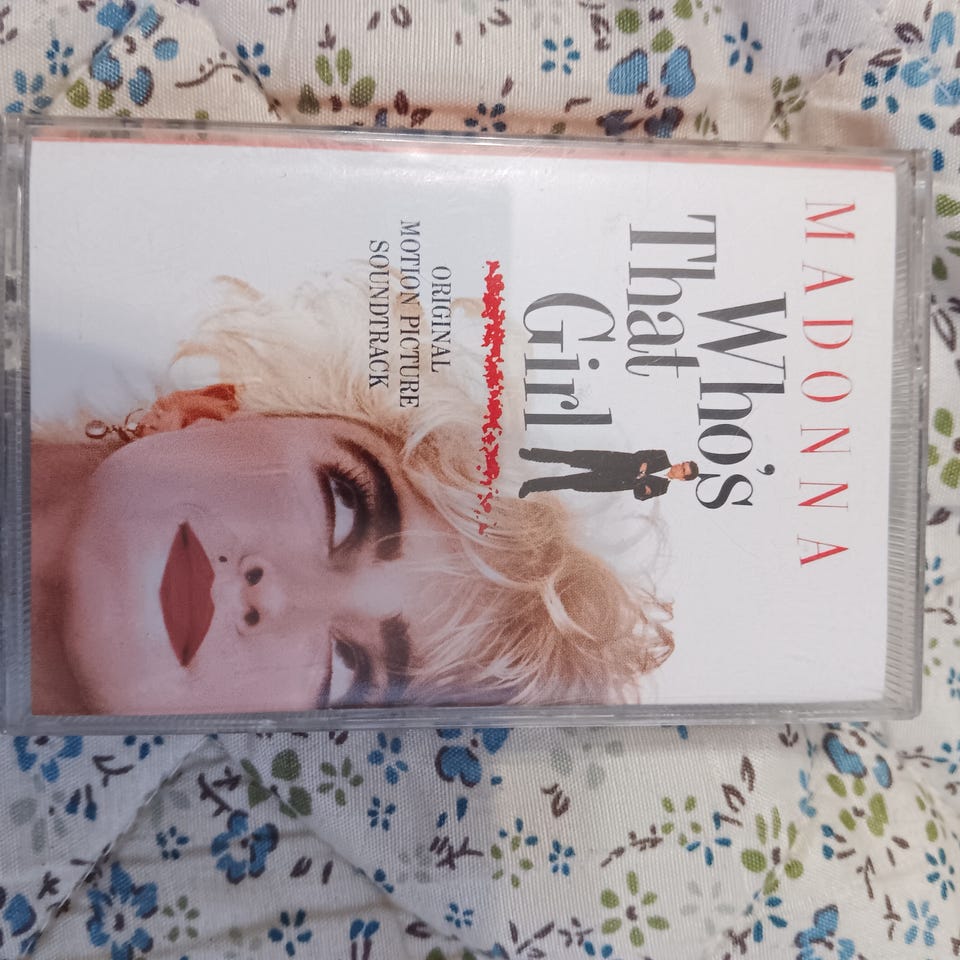 MADONNA
Who's
That
Girl
ORIGINAL
MOTION PICTURE
SOUNDTRACK